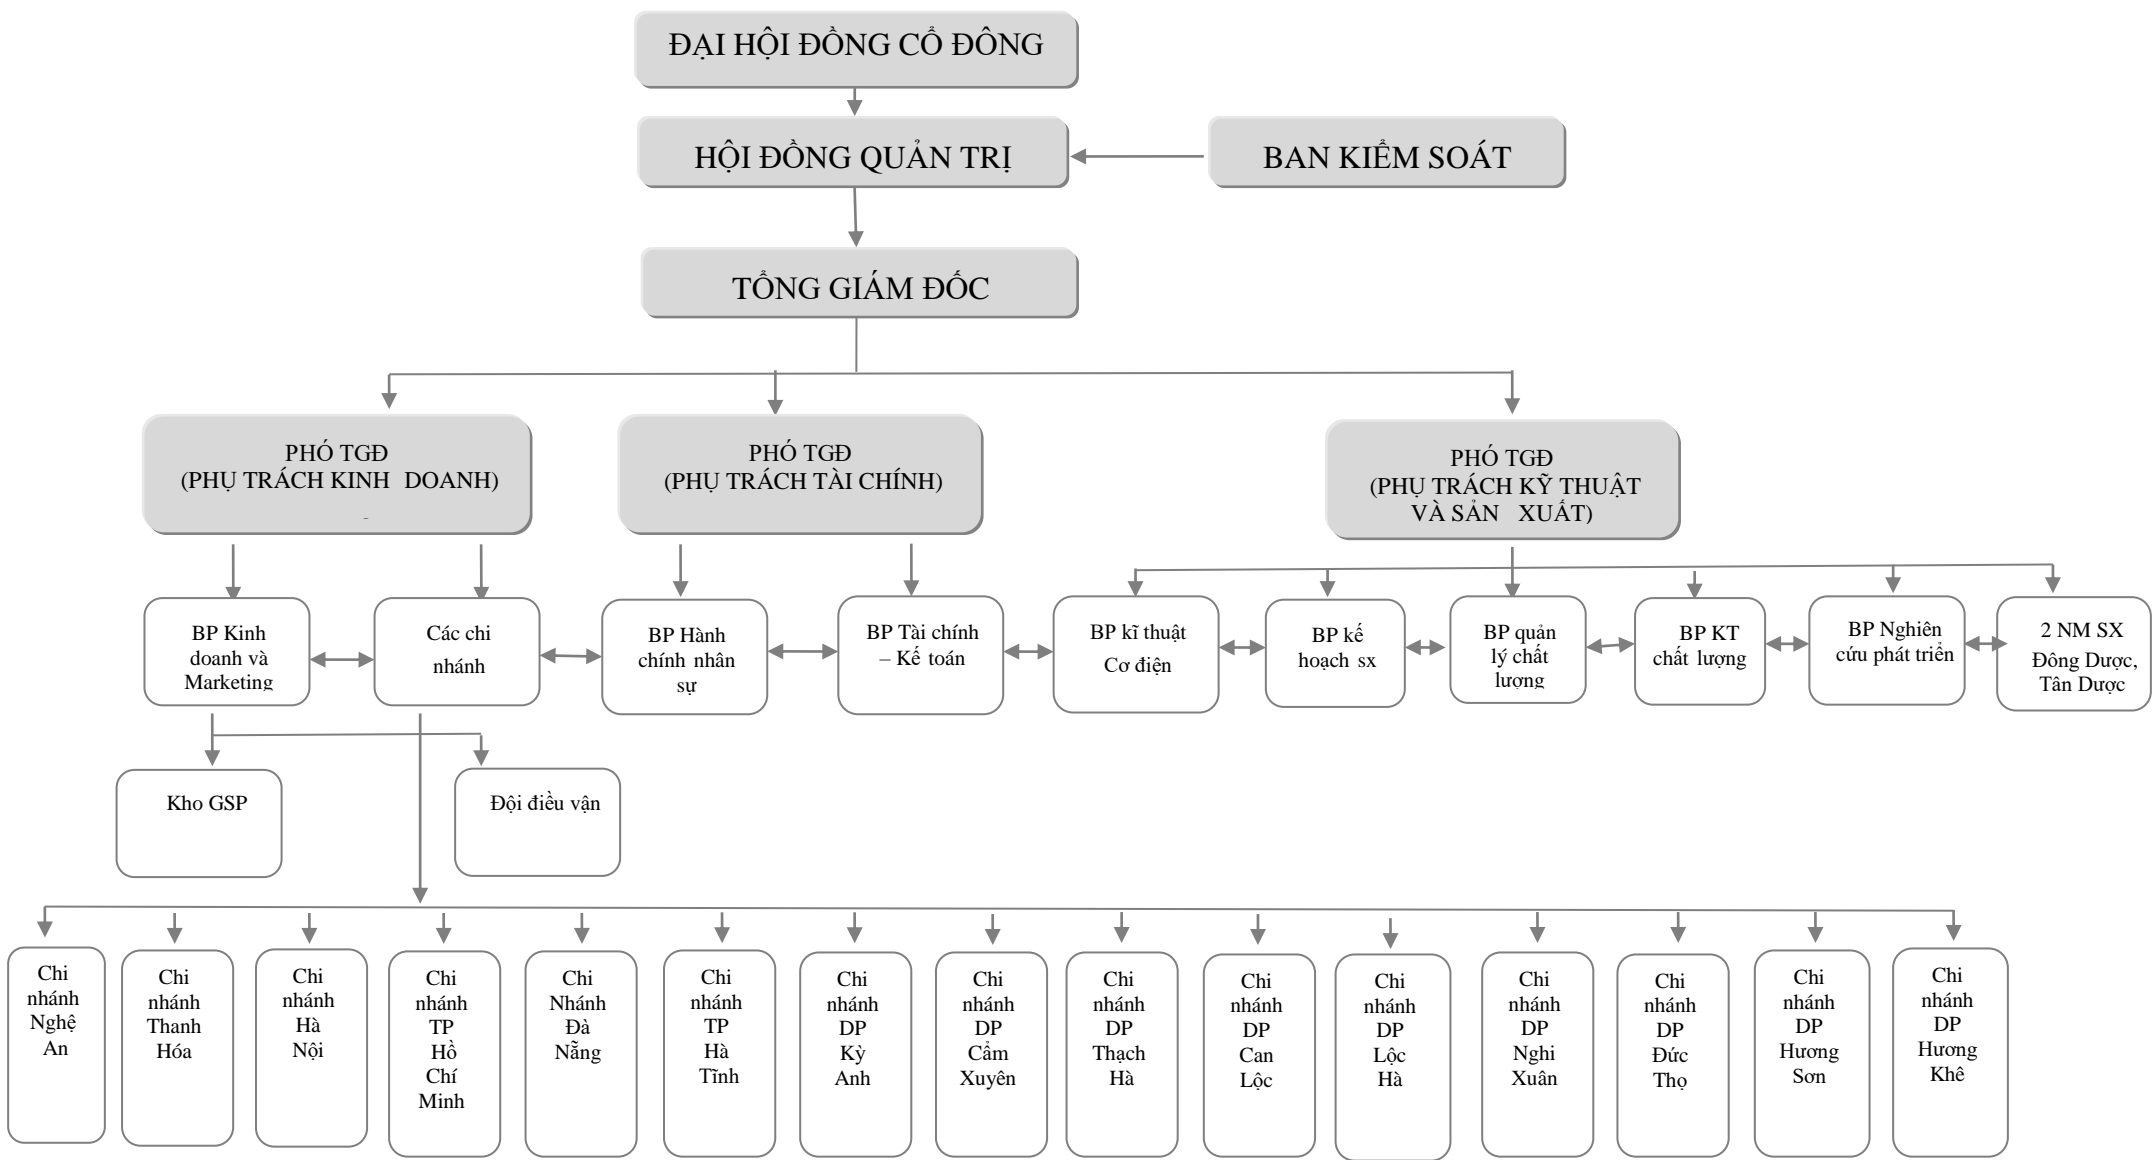 ĐẠI HỘI ĐỒNG CỔ ĐÔNG
HỘI ĐỒNG QUẢN TRỊ
BAN KIỂM SOÁT
TỔNG GIÁM ĐỐC
PHÓ TGĐ
(PHỤ TRÁCH KINH DOANH)
PHÓ TGĐ
(PHỤ TRÁCH TÀI CHÍNH)
PHÓ TGĐ
(PHỤ TRÁCH KỸ THUẬT
VÀ SẢN XUẤT)
BP Kinh
doanh và
Marketing
Các chi
nhánh
BP Hành
chính nhân
sự
BP Tài chính
– Kế toán
BP kĩ thuật
Cơ điện
BP kế
hoạch sx
BP quản
lý chất
lượng
BP KT
chất lượng
BP Nghiên
cứu phát triển
2 NM SX
Đông Dược,
Tân Dược
Kho GSP
Đội điều vận
Chi
nhánh
Nghệ
An
Chi
nhánh
Thanh
Hóa
Chi
nhánh
Hà
Nội
Chi
nhánh
TP
Hồ
Chí
Minh
Chi
Nhánh
Đà
Nẵng
Chi
nhánh
TP
Hà
Tĩnh
Chi
nhánh
DP
Kỳ
Anh
Chi
nhánh
DP
Cẩm
Xuyên
Chi
nhánh
DP
Thạch
Hà
Chi
nhánh
DP
Can
Lộc
Chi
nhánh
DP
Lộc
Hà
Chi
nhánh
DP
Nghi
Xuân
Chi
nhánh
DP
Đức
Thọ
Chi
nhánh
DP
Hương
Sơn
Chi
nhánh
DP
Hương
Khê